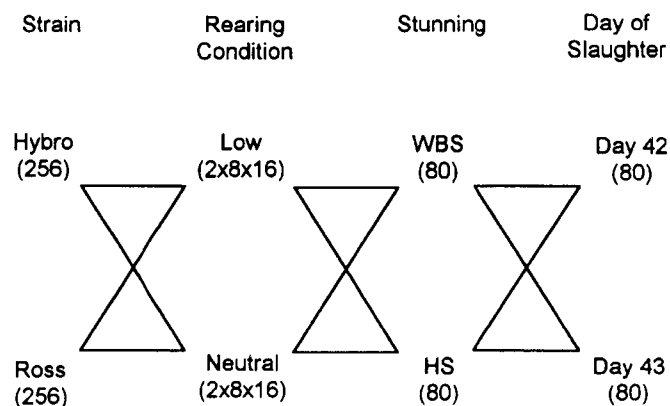 Strain
Rearing
Condition
Stunning
Day of
Slaughter
Hybro
(256)
Low
(2x8x16)
WBS
(80)
Day 42
(80)
Ross
(256)
Neutral
(2x8x16)
HS
(80)
Day 43
(80)